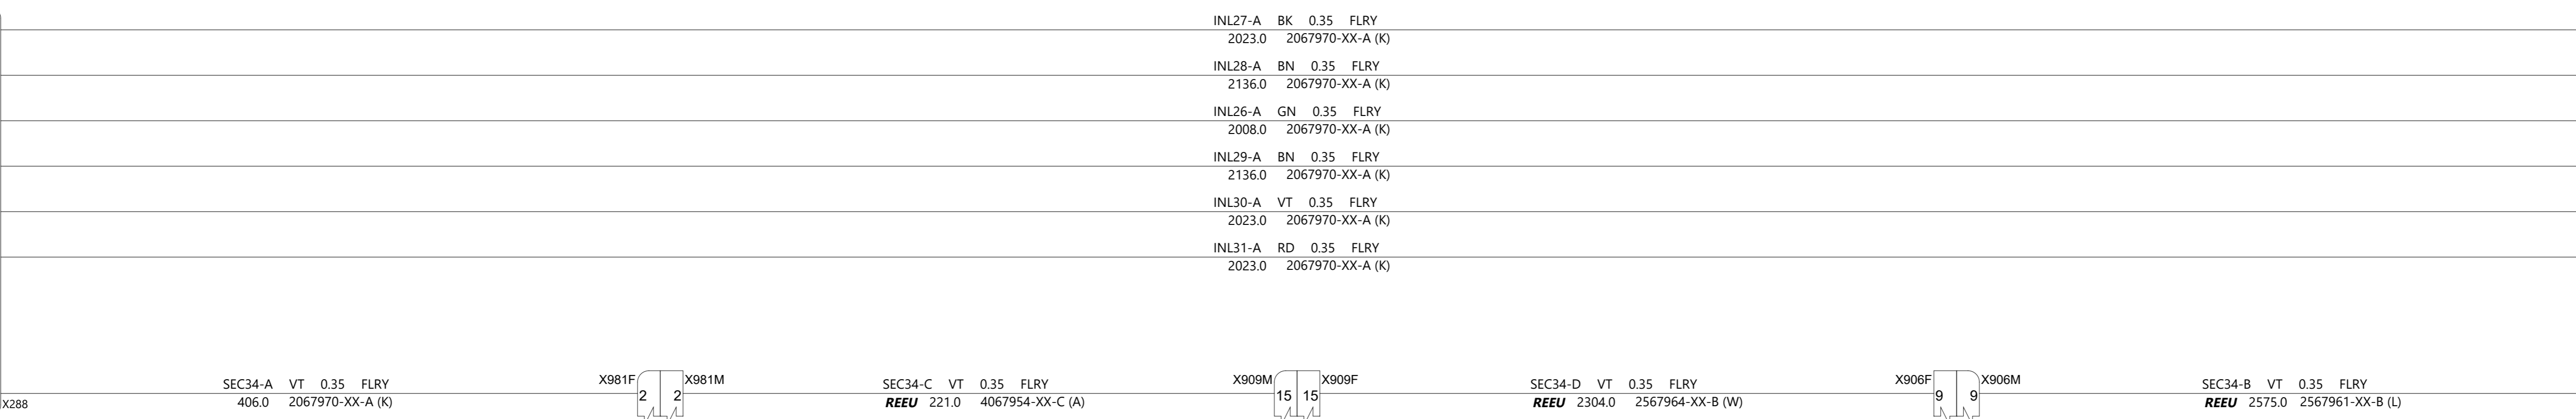 INL27-A BK 0.35 FLRY
2023.0 2067970-XX-A (K)
INL28-A BN 0.35 FLRY
2136.0 2067970-XX-A (K)
INL26-A GN 0.35 FLRY
2008.0 2067970-XX-A (K)
INL29-A BN 0.35 FLRY
2136.0 2067970-XX-A (K)
INL30-A VT 0.35 FLRY
2023.0 2067970-XX-A (K)
INL31-A RD 0.35 FLRY
2023.0 2067970-XX-A (K)
SEC34-A VT 0.35 FLRY X981F X981M SEC34-C VT 0.35 FLRY X909M X909F SEC34-D VT 0.35 FLRY X906F X906M SEC34-B VT 0.35 FLRY
2 2 15 15 9 9
X288 406.0 2067970-XX-A (K) REEU 221.0 4067954-XX-C (A) REEU 2304.0 2567964-XX-B (W) REEU 2575.0 2567961-XX-B (L)